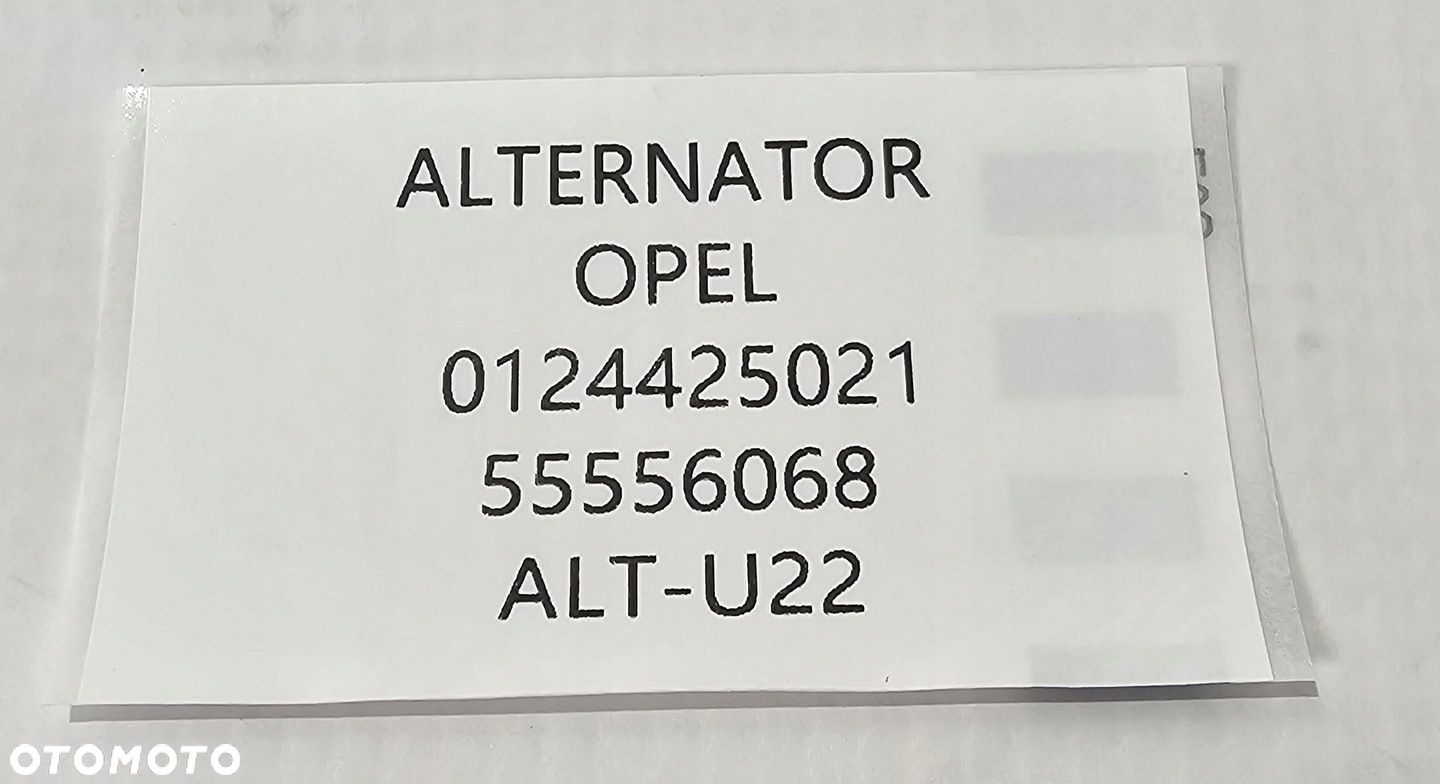 ALTERNATOR
OPEL
0124425021
55556068
ALT-U22
OTOMOTO